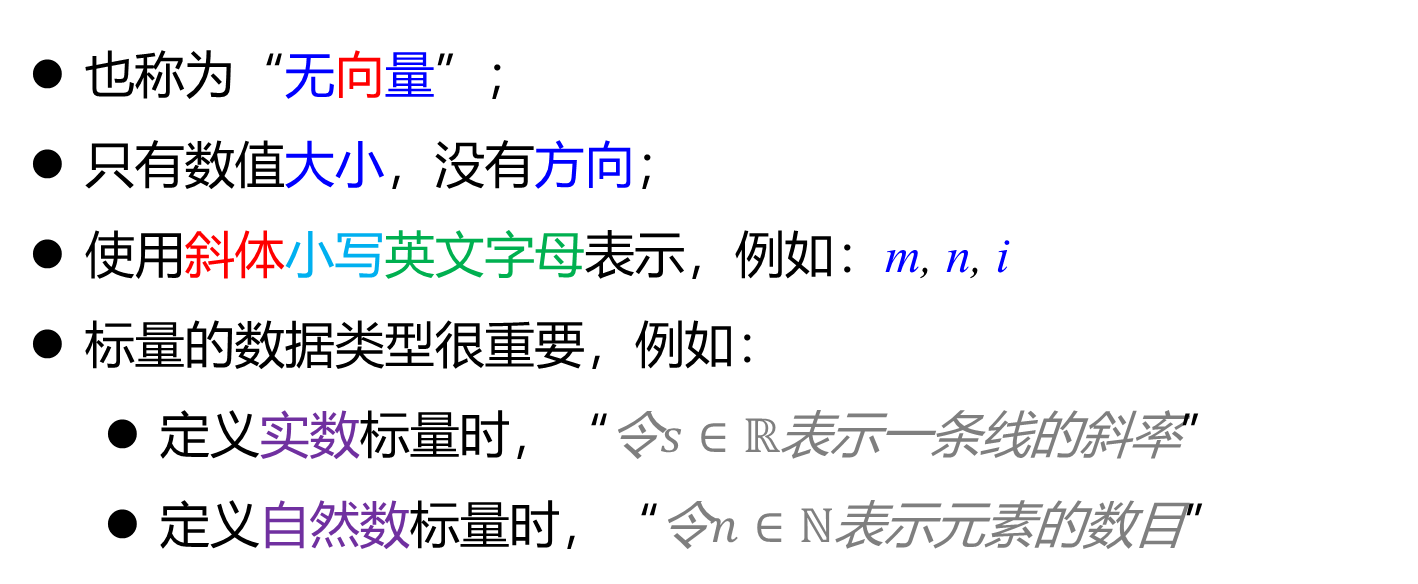 ● 也称为“无向量”；
● 只有数值大小，没有方向；
● 使用斜体小写英文字母表示，例如：m, n, i
● 标量的数据类型很重要，例如：
● 定义实数标量时，“令s ∈ ℝ表示一条线的斜率”
● 定义自然数标量时，“令n ∈ ℕ表示元素的数目”